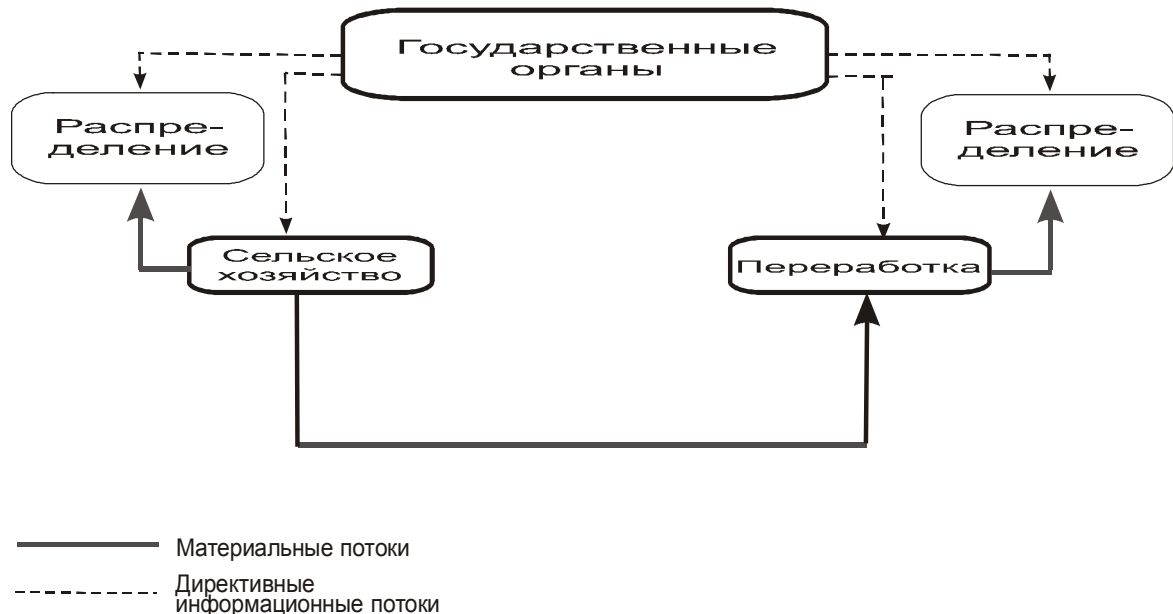 Государственные
органы
Распре-
деление
Распре-
деление
Сельское
хозяйство
Переработка
Материальные потоки
Директивные
информационные потоки